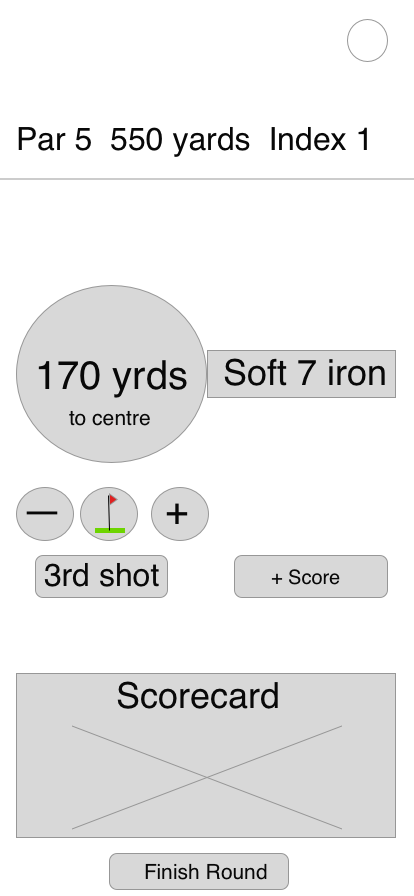 Par 5 550 yards Index 1
170 yrds
to centre
Soft 7 iron
— +
3rd shot
+ Score
Scorecard
Finish Round